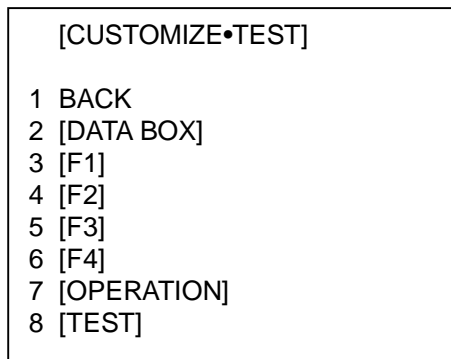 [CUSTOMIZE•TEST]
1 BACK
2 [DATA BOX]
3 [F1]
4 [F2]
5 [F3]
6 [F4]
7 [OPERATION]
8 [TEST]